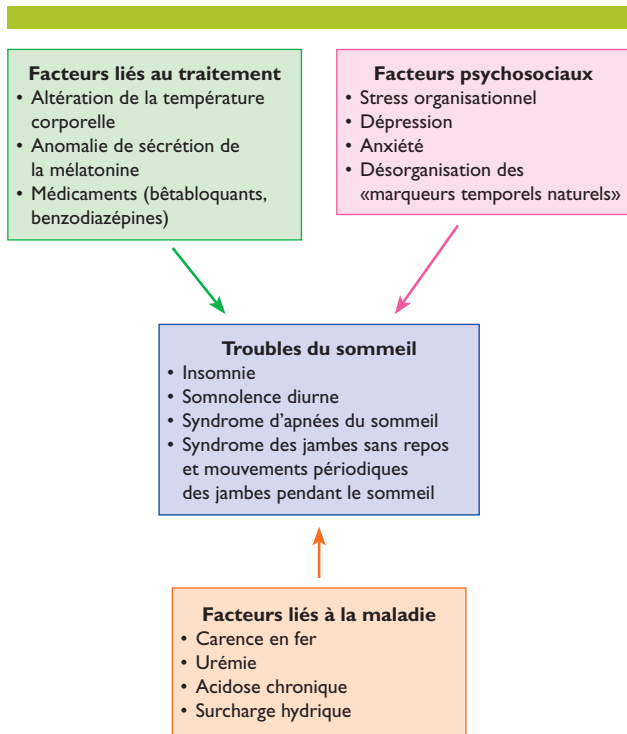 Facteurs liés au traitement
• Altération de la température
corporelle
• Anomalie de sécrétion de
la mélatonine
• Médicaments (bêtabloquants,
benzodiazépines)
Facteurs psychosociaux
• Stress organisationnel
• Dépression
• Anxiété
• Désorganisation des
«marqueurs temporels naturels»
Troubles du sommeil
• Insomnie
• Somnolence diurne
• Syndrome d'apnées du sommeil
• Syndrome des jambes sans repos
et mouvements périodiques
des jambes pendant le sommeil
Facteurs liés à la maladie
• Carence en fer
• Urémie
• Acidose chronique
• Surcharge hydrique